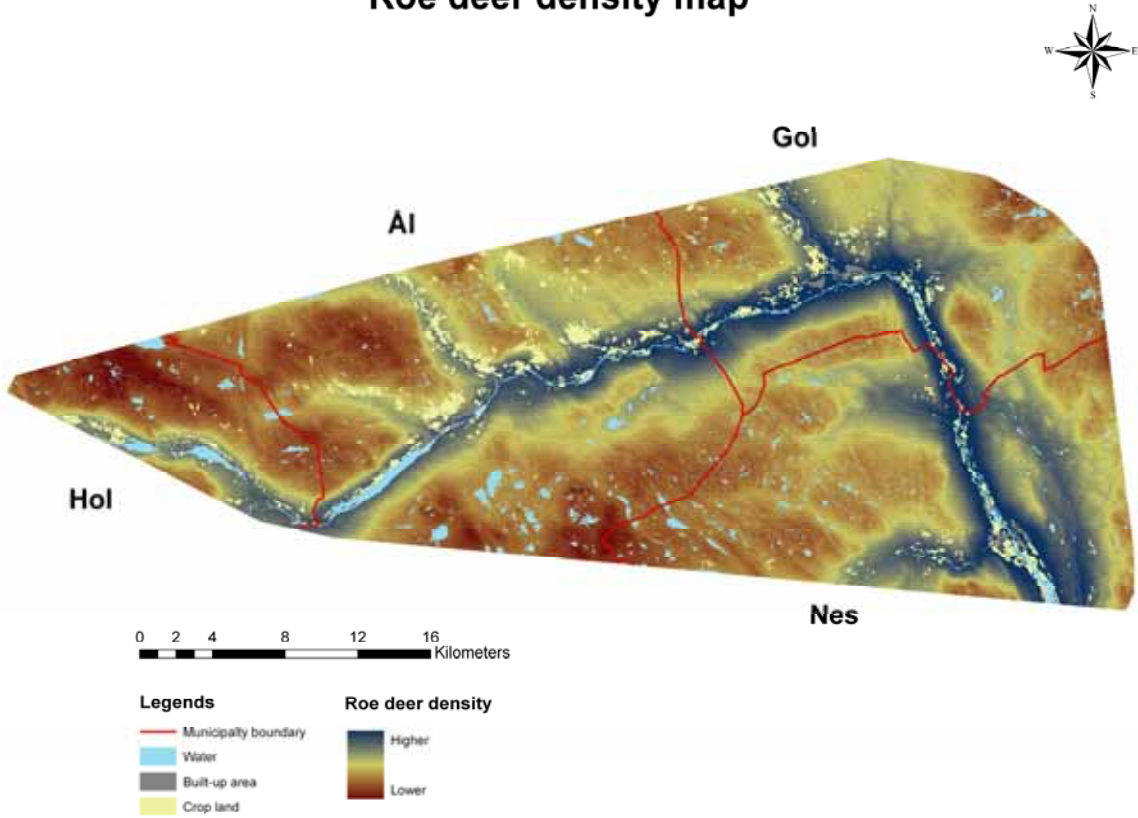 Roe deer density map
N
W E
S
Gol
Ål
Hol
Nes
0 2 4 8 12 16
Kilometers
Legends
Municipalty boundary
Water
Built-up area
Crop land
Roe deer density
Higher
Lower